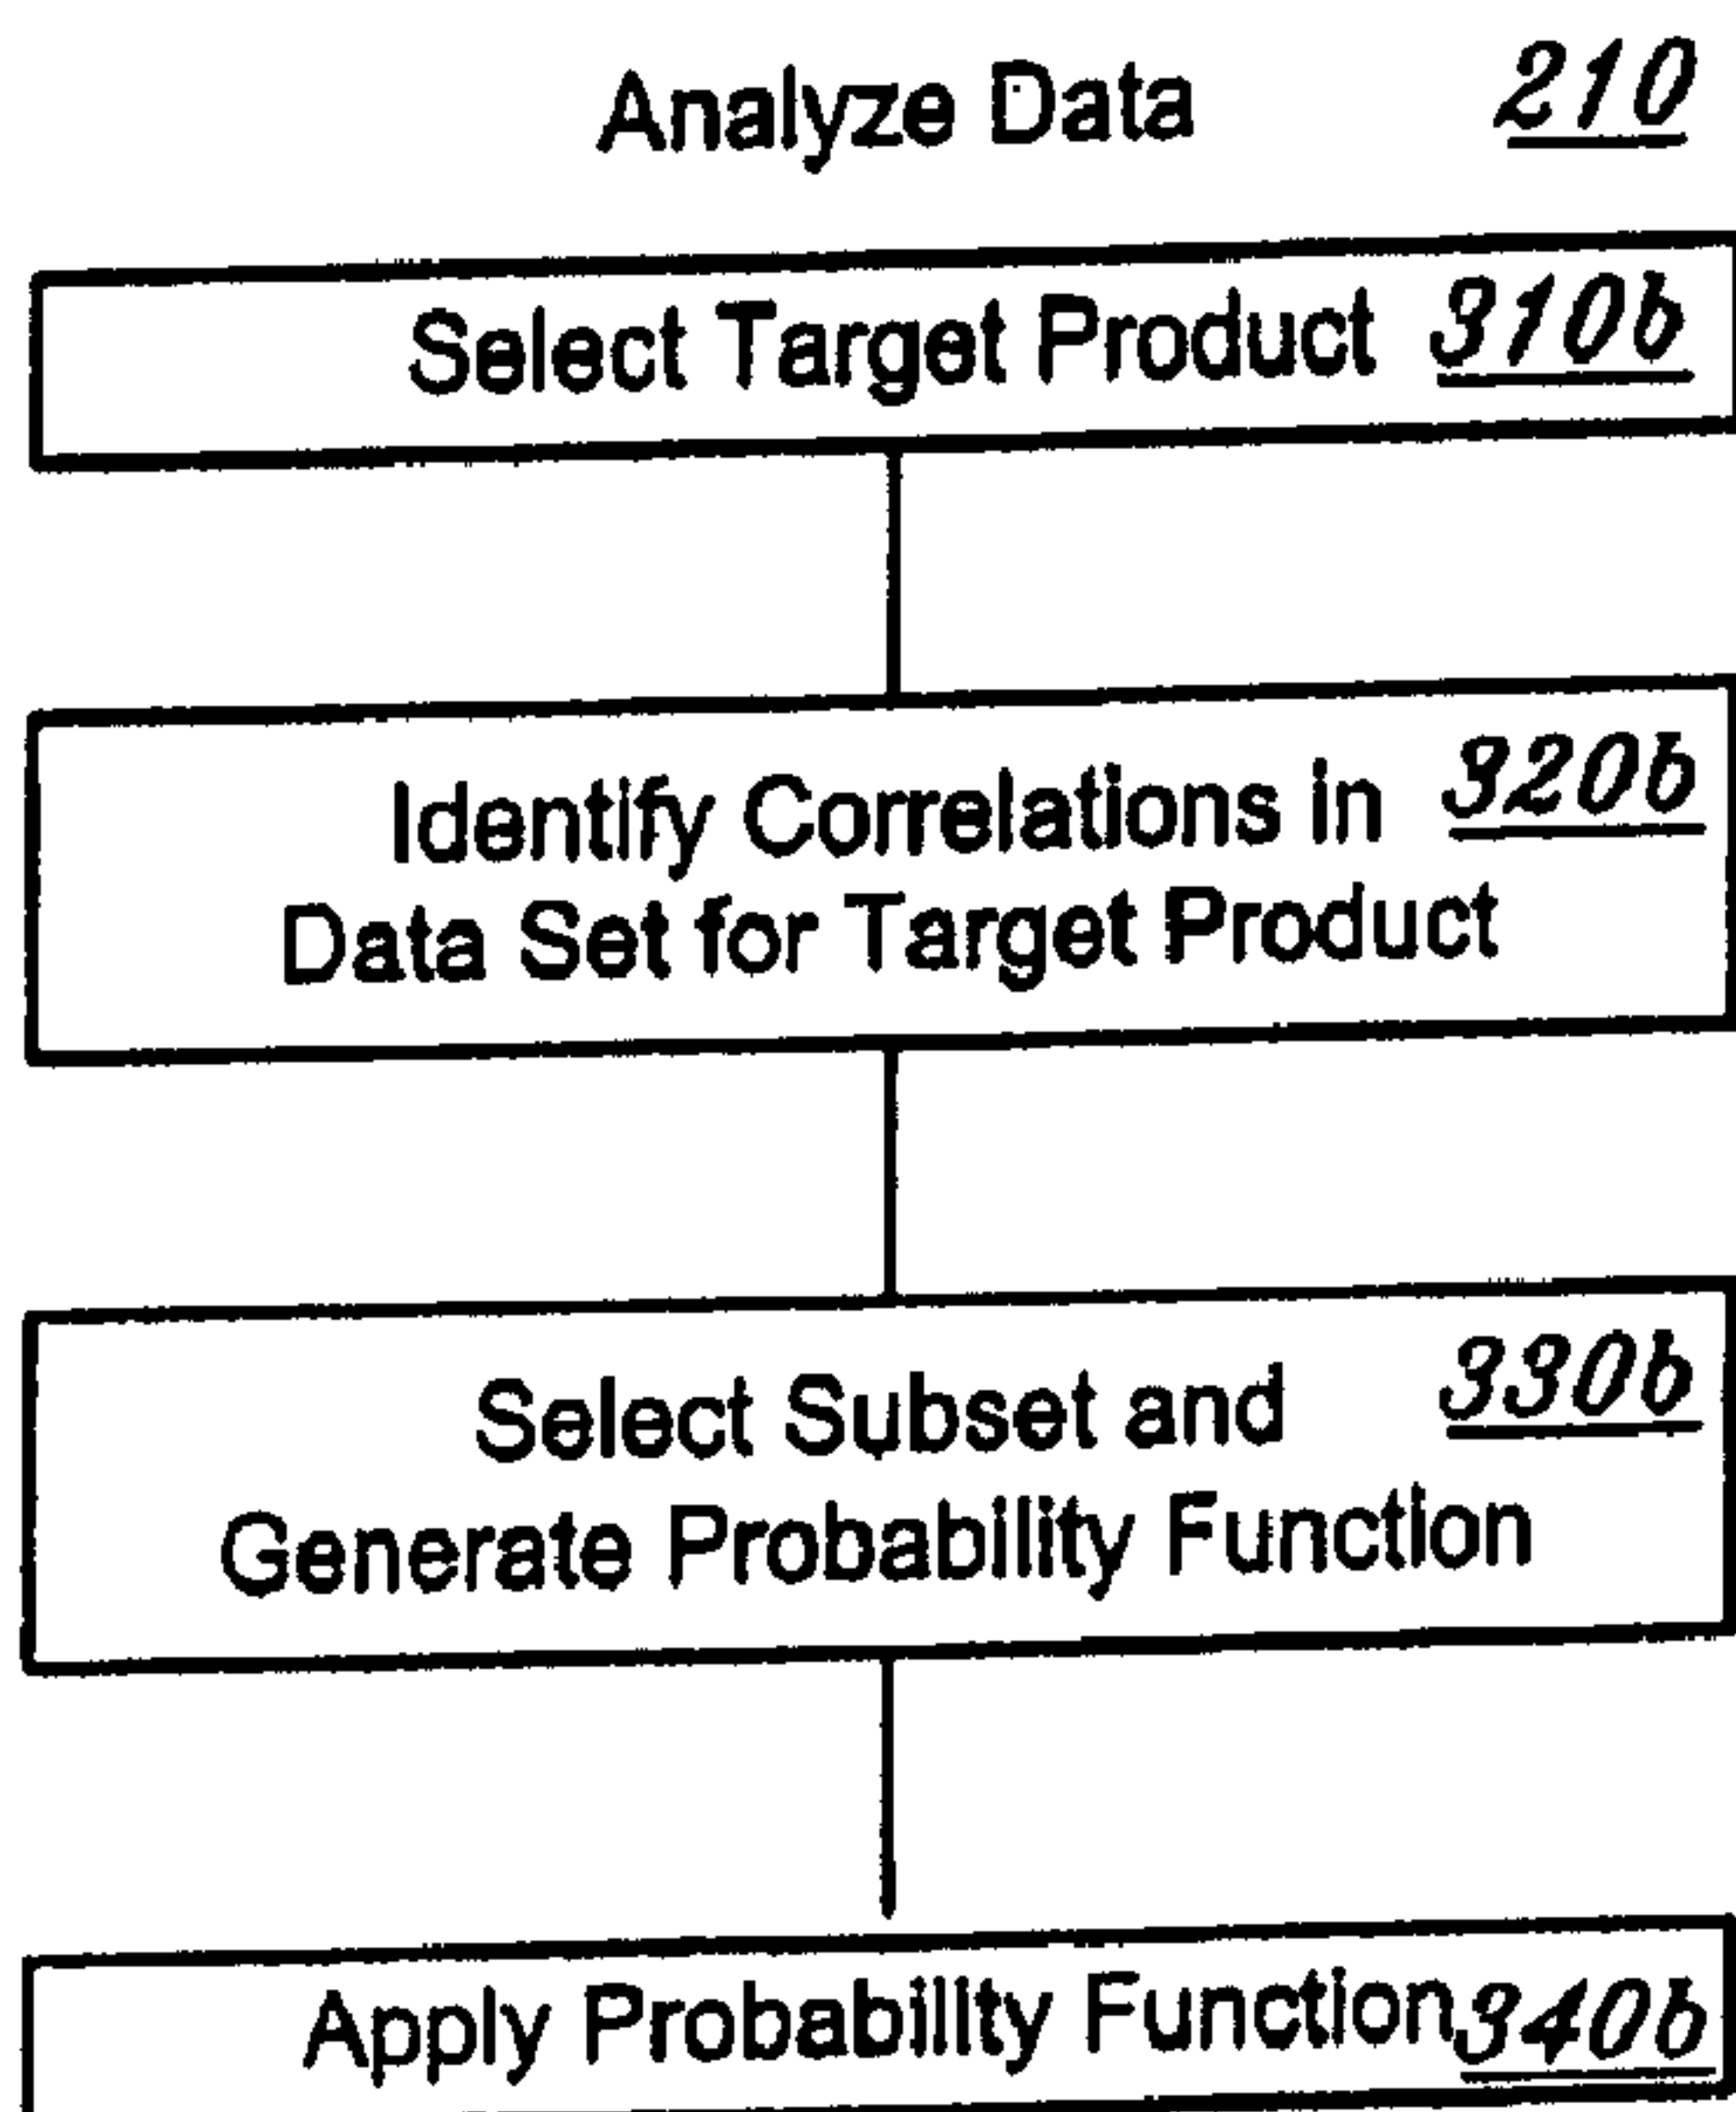 Analyze Data 210
Select Target Product 310b
Identify Correlations in 320b
Data Set for Target Product
Select Subset and 330b
Generate Probability Function
Apply Probability Function 340b